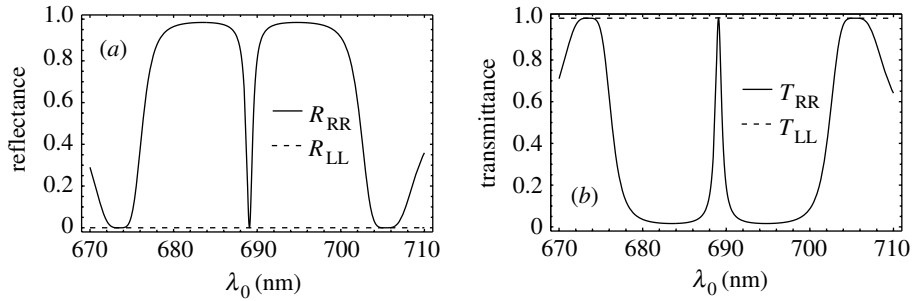 (a)
reflectance
1.0
0.8
0.6
0.4
0.2
0
R_RR
R_LL
670 680 690 700 710
λ_0 (nm)
(b)
transmittance
1.0
0.8
0.6
0.4
0.2
0
T_RR
T_LL
670 680 690 700 710
λ_0 (nm)